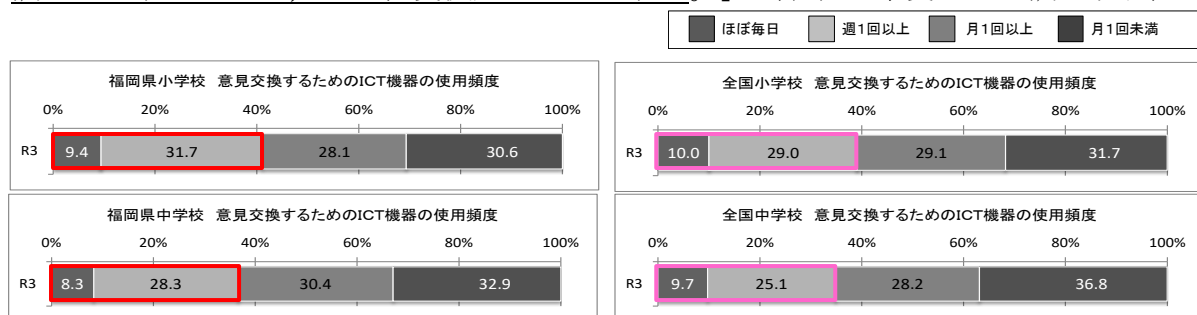 ほぼ毎日 週1回以上 月1回以上 月1回未満
福岡県小学校 意見交換するためのICT機器の使用頻度
0% 20% 40% 60% 80% 100%
R3 9.4 31.7 28.1 30.6
全国小学校 意見交換するためのICT機器の使用頻度
0% 20% 40% 60% 80% 100%
R3 10.0 29.0 29.1 31.7
福岡県中学校 意見交換するためのICT機器の使用頻度
0% 20% 40% 60% 80% 100%
R3 8.3 28.3 30.4 32.9
全国中学校 意見交換するためのICT機器の使用頻度
0% 20% 40% 60% 80% 100%
R3 9.7 25.1 28.2 36.8